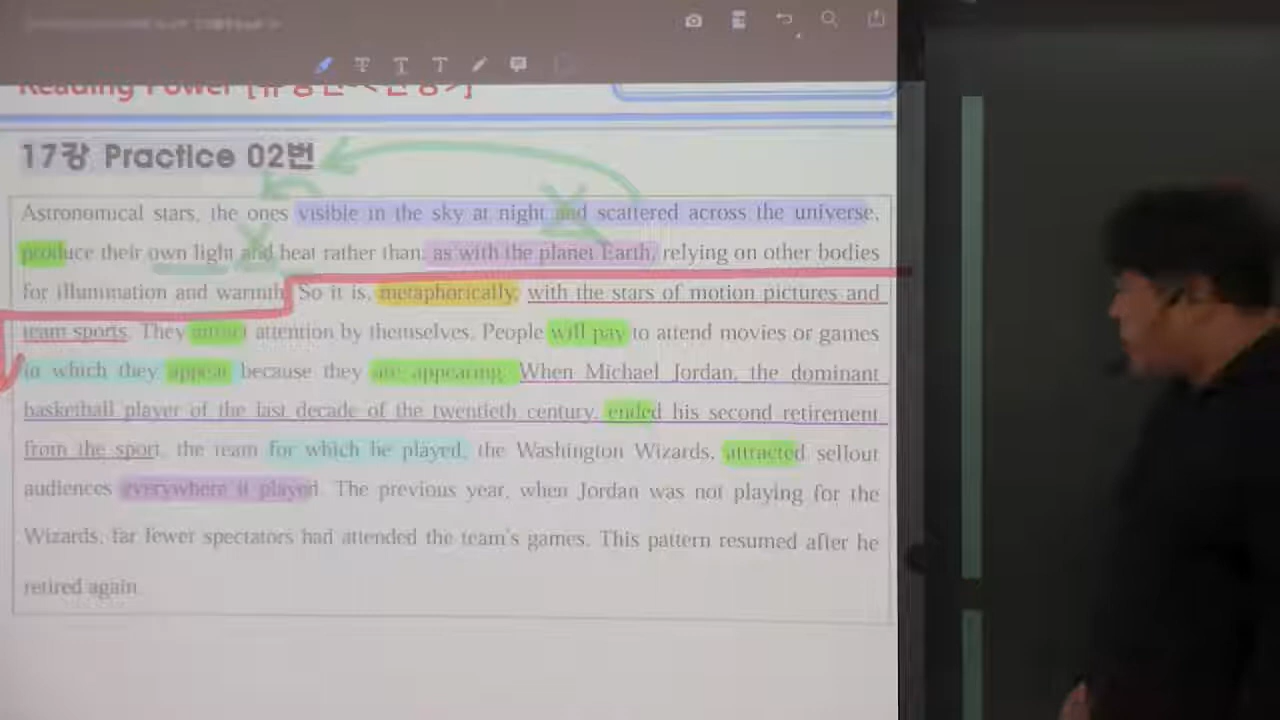 Reading Power [유
17강 Practice 02번
Astronomical stars, the ones visible in the sky at night and scattered across the universe,
produce their own light and heat rather than, as with the planet Earth, relying on other bodies
for illumination and warmth. So it is, metaphorically, with the stars of motion pictures and
team sports. They attract attention by themselves. People will pay to attend movies or games
in which they appear because they are appearing. When Michael Jordan, the dominant
basketball player of the last decade of the twentieth century, ended his second retirement
from the sport, the team for which he played, the Washington Wizards, attracted sellout
audiences everywhere it played. The previous year, when Jordan was not playing for the
Wizards, far fewer spectators had attended the team's games. This pattern resumed after he
retired again.